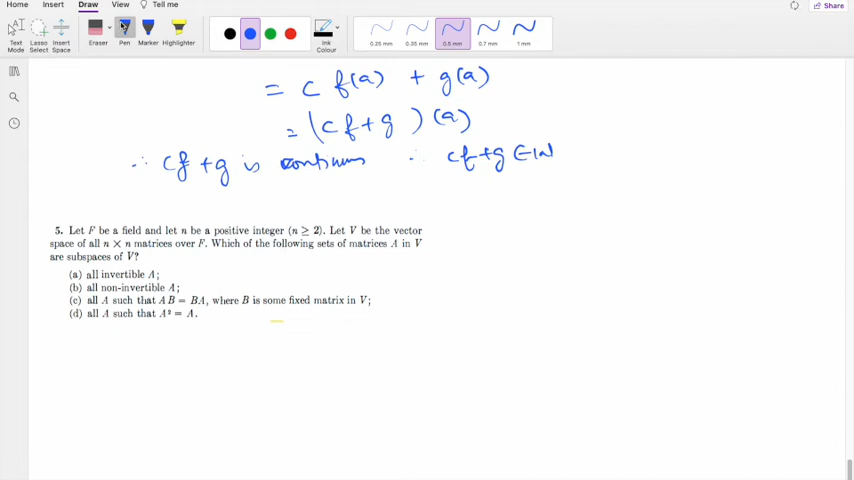 Home Insert Draw View Tell me
Share
Text Mode Lasso Select Insert Space Eraser Pen Marker Highlighter Ink Colour 0.25 mm 0.35 mm 0.5 mm 0.7 mm 1 mm
= c f(a) + g(a)
= (cf+g)(a)
∴ cf+g is ∴ cf+g ∈ W
5. Let F be a field and let n be a positive integer (n ≥ 2). Let V be the vector
space of all n × n matrices over F. Which of the following sets of matrices A in V
are subspaces of V?
(a) all invertible A;
(b) all non-invertible A;
(c) all A such that AB = BA, where B is some fixed matrix in V;
(d) all A such that A² = A.